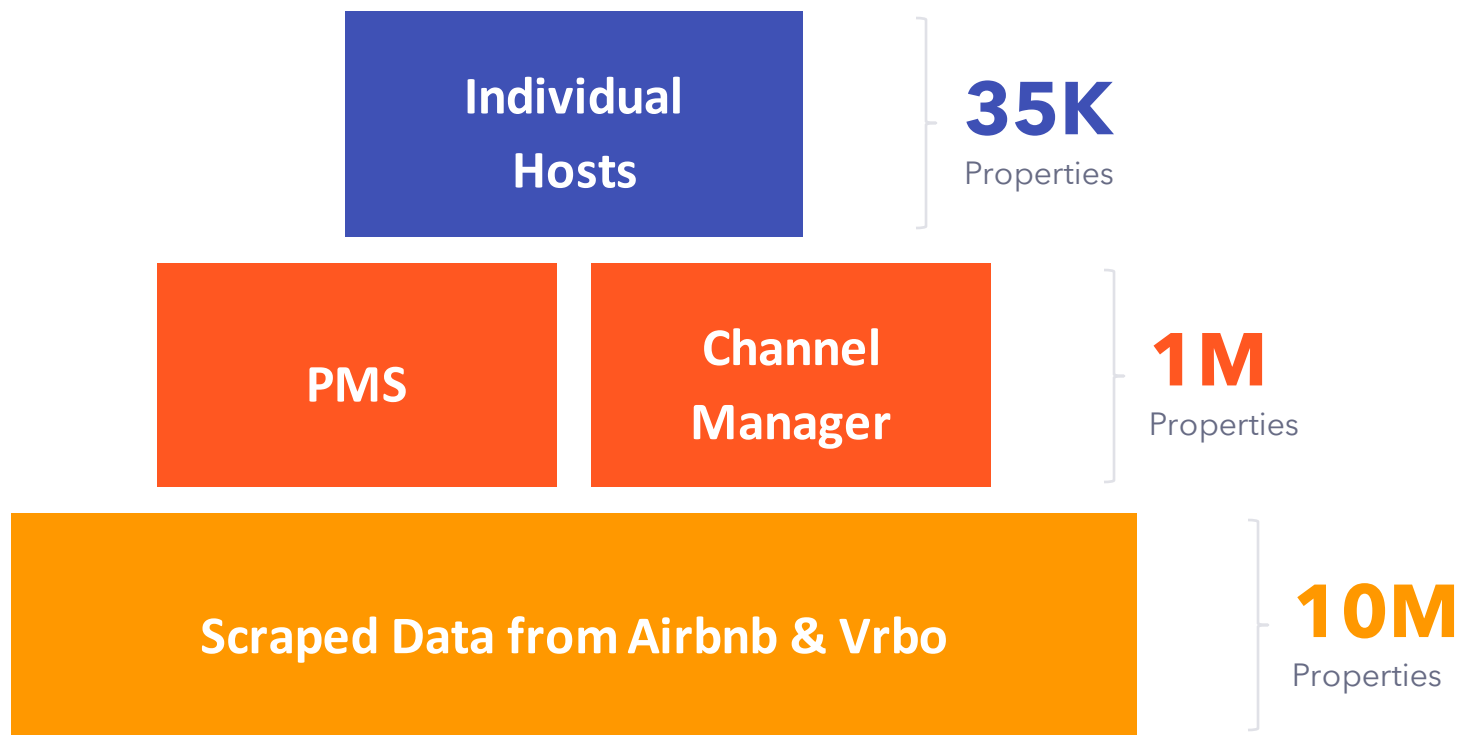 Individual
Hosts
35K
Properties
PMS
Channel
Manager
1M
Properties
Scraped Data from Airbnb & Vrbo
10M
Properties